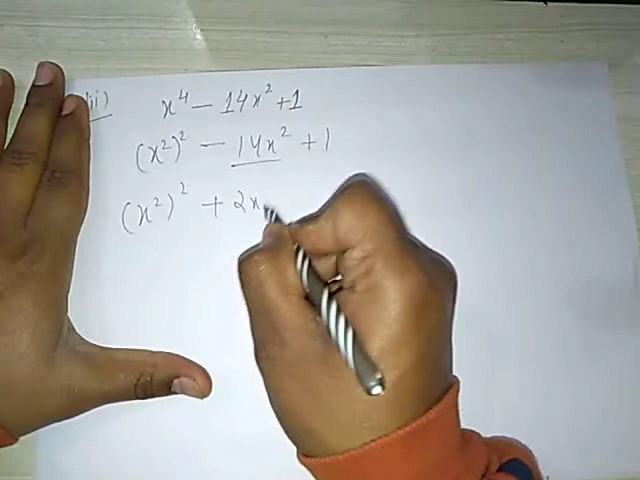 iii) x⁴ - 14x² + 1
(x²)² - 14x² + 1
(x²)² + 2x